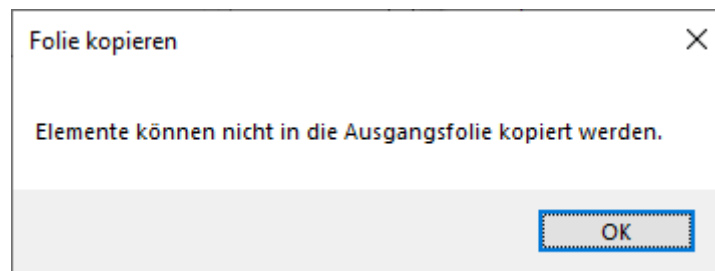 Folie kopieren
Elemente können nicht in die Ausgangsfolie kopiert werden.
OK